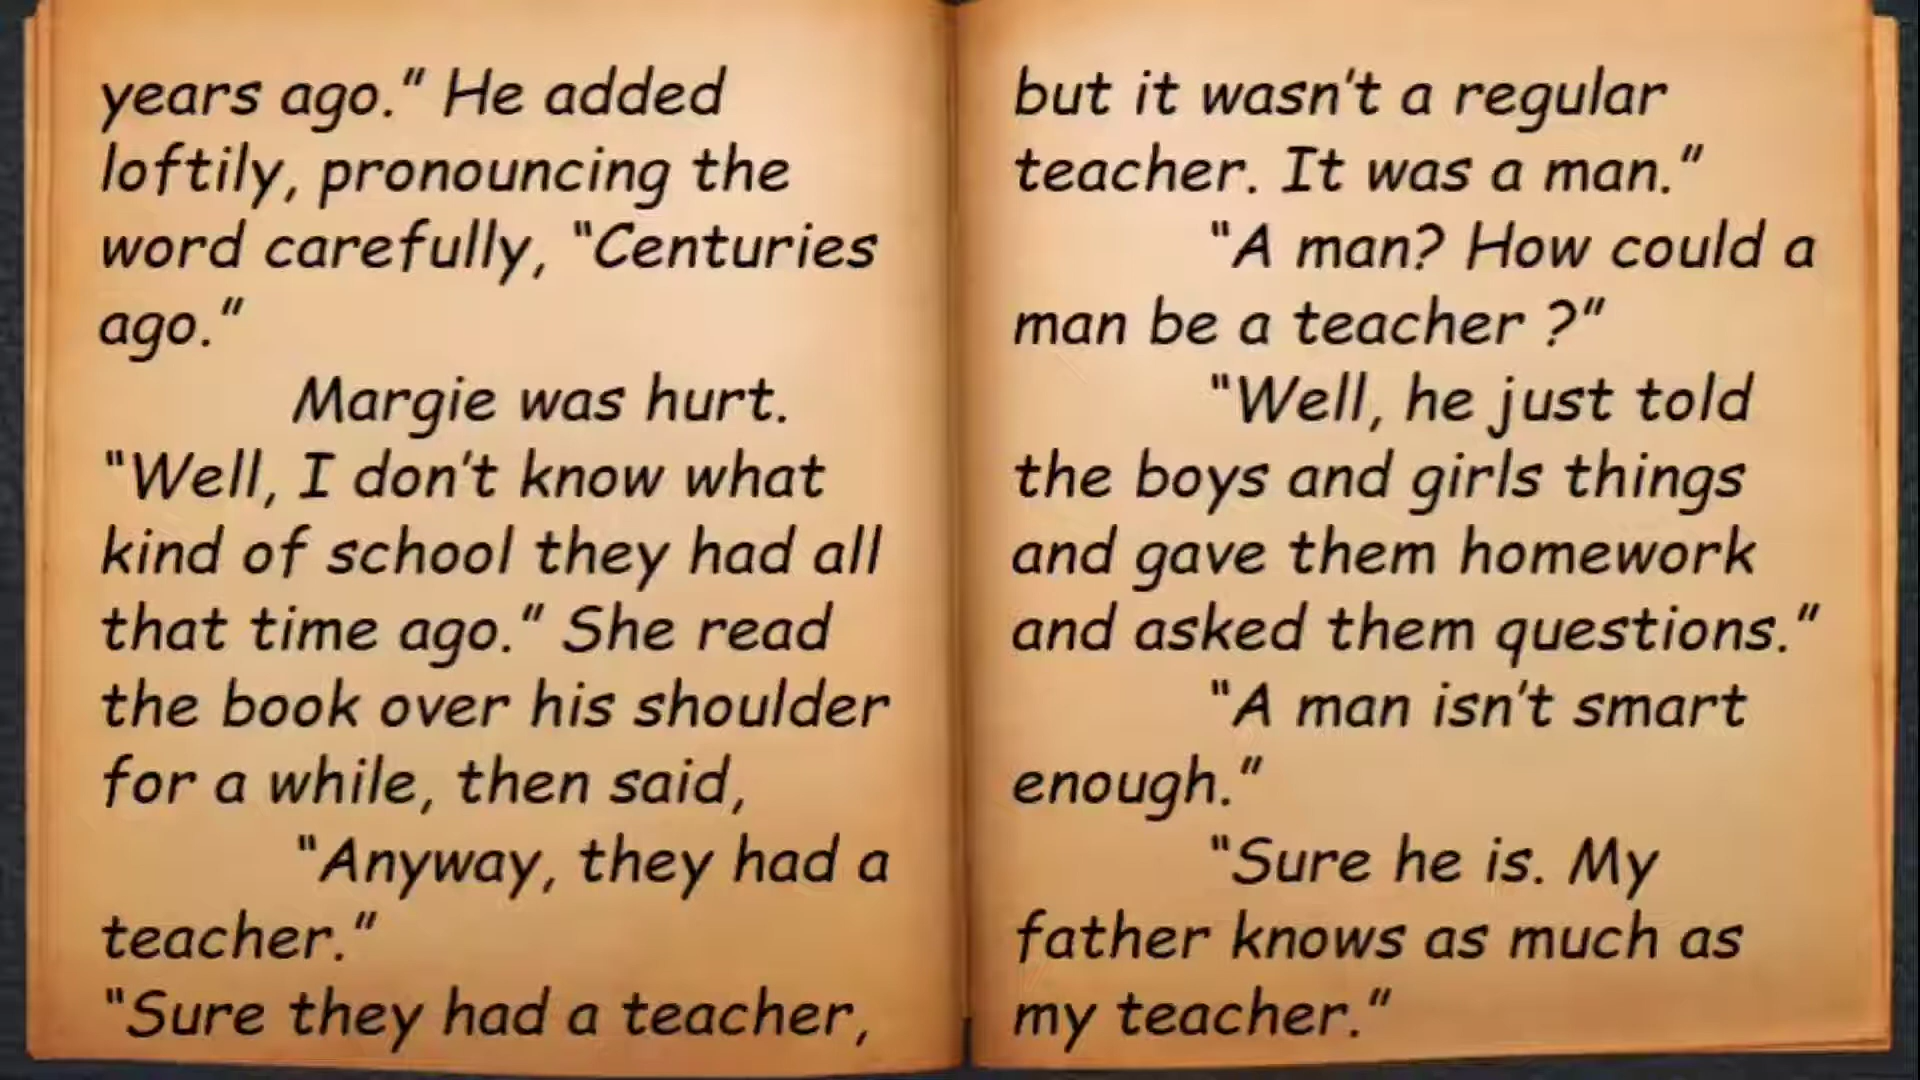 years ago.” He added
loftily, pronouncing the
word carefully, “Centuries
ago.”
Margie was hurt.
“Well, I don’t know what
kind of school they had all
that time ago.” She read
the book over his shoulder
for a while, then said,
“Anyway, they had a
teacher.”
“Sure they had a teacher,
but it wasn’t a regular
teacher. It was a man.”
“A man? How could a
man be a teacher ?”
“Well, he just told
the boys and girls things
and gave them homework
and asked them questions.”
“A man isn’t smart
enough.”
“Sure he is. My
father knows as much as
my teacher.”